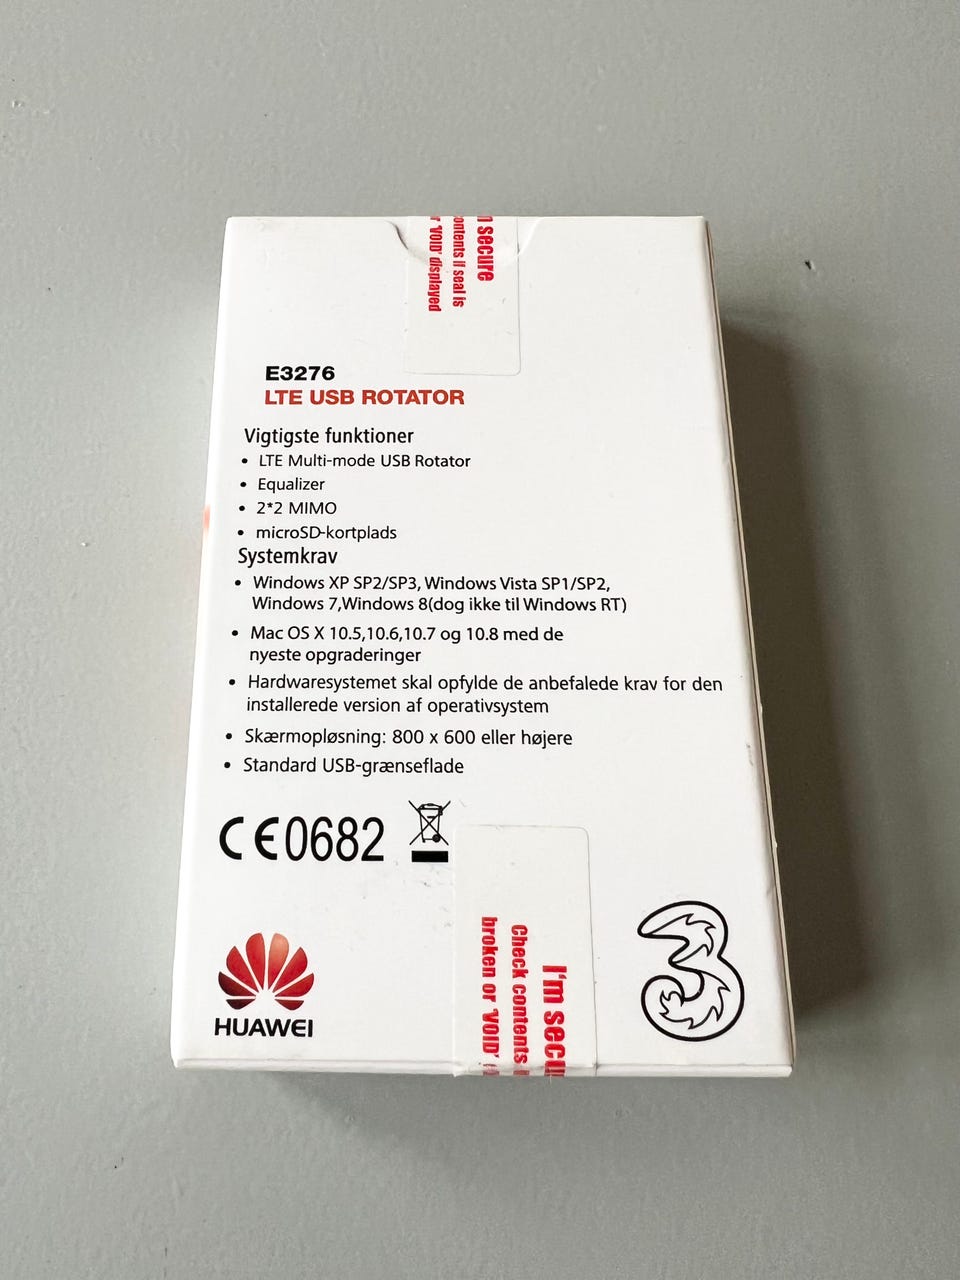 secure
contents if seal is
'VOID' displayed
E3276
LTE USB ROTATOR
Vigtigste funktioner
• LTE Multi-mode USB Rotator
• Equalizer
• 2*2 MIMO
• microSD-kortplads
Systemkrav
• Windows XP SP2/SP3, Windows Vista SP1/SP2,
Windows 7,Windows 8(dog ikke til Windows RT)
• Mac OS X 10.5,10.6,10.7 og 10.8 med de
nyeste opgraderinger
• Hardwaresystemet skal opfylde de anbefalede krav for den
installerede version af operativsystem
• Skærmopløsning: 800 x 600 eller højere
• Standard USB-grænseflade
CE0682
HUAWEI
3
I'm secu
Check contents
broken or 'VOID'